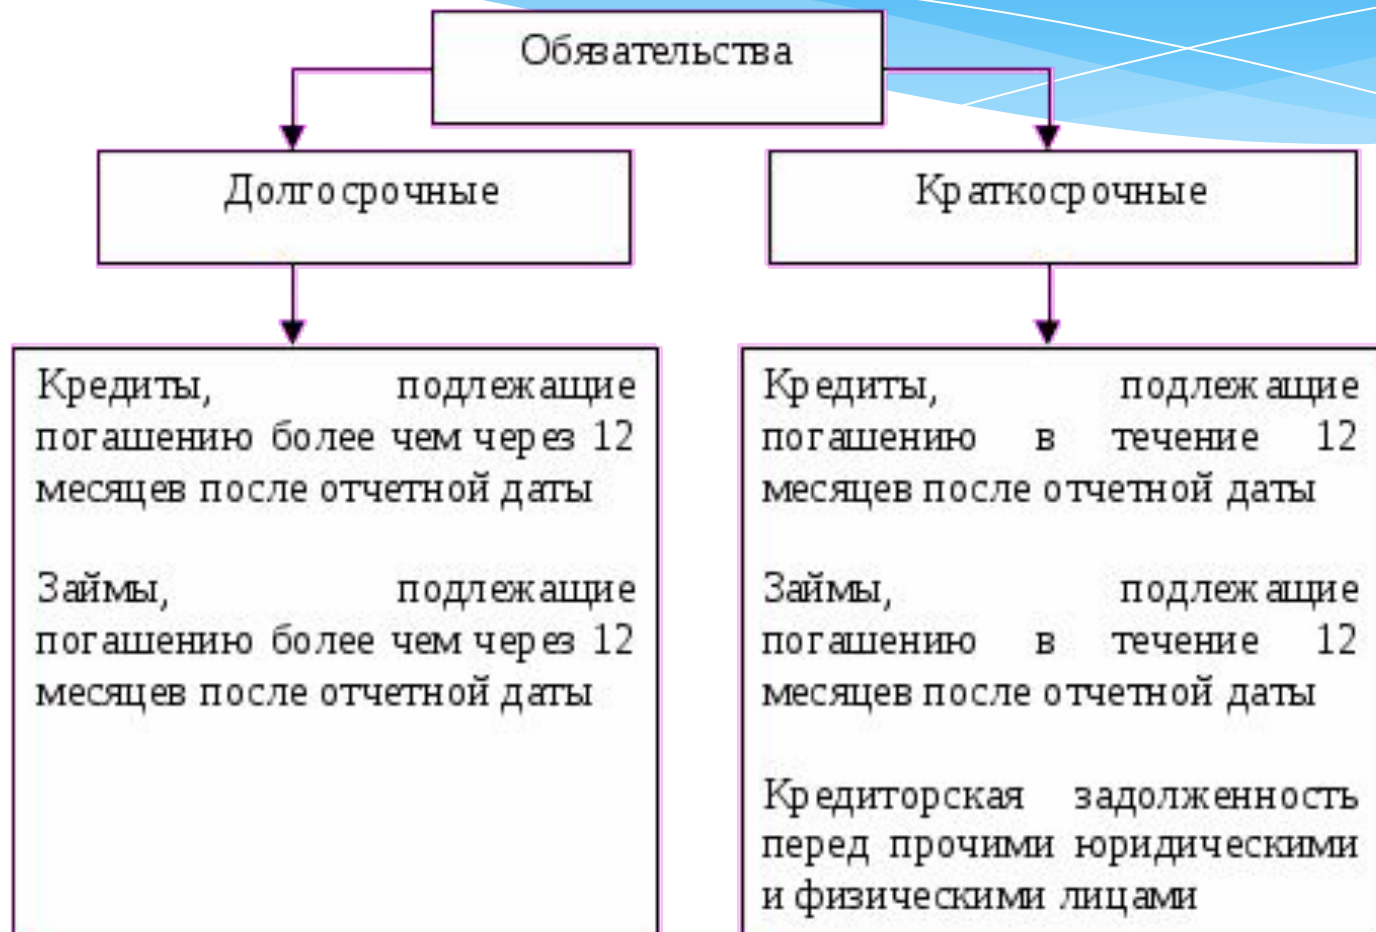 Обязательства
Долгосрочные
Краткосрочные
Кредиты, подлежащие
погашению более чем через 12
месяцев после отчетной даты
Займы, подлежащие
погашению более чем через 12
месяцев после отчетной даты
Кредиты, подлежащие
погашению в течение 12
месяцев после отчетной даты
Займы, подлежащие
погашению в течение 12
месяцев после отчетной даты
Кредиторская задолженность
перед прочими юридическими
и физическими лицами